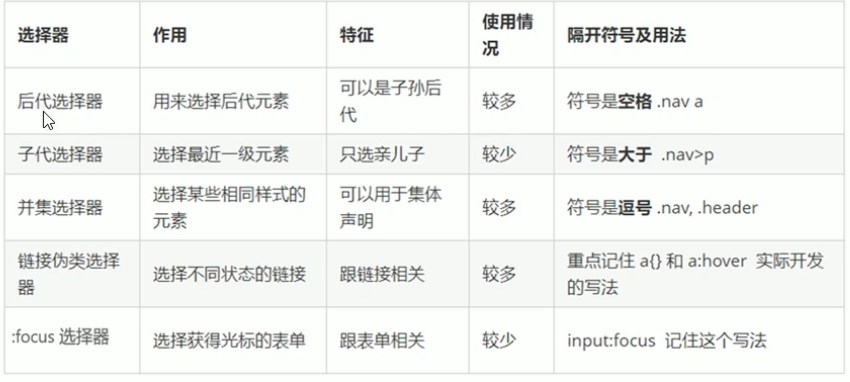 选择器 作用 特征 使用情况 隔开符号及用法
后代选择器 用来选择后代元素 可以是子孙后代 较多 符号是空格 .nav a
子代选择器 选择最近一级元素 只选亲儿子 较少 符号是大于 .nav>p
并集选择器 选择某些相同样式的元素 可以用于集体声明 较多 符号是逗号 .nav, .header
链接伪类选择器 选择不同状态的链接 跟链接相关 较多 重点记住 a{} 和 a:hover 实际开发的写法
:focus 选择器 选择获得光标的表单 跟表单相关 较少 input:focus 记住这个写法